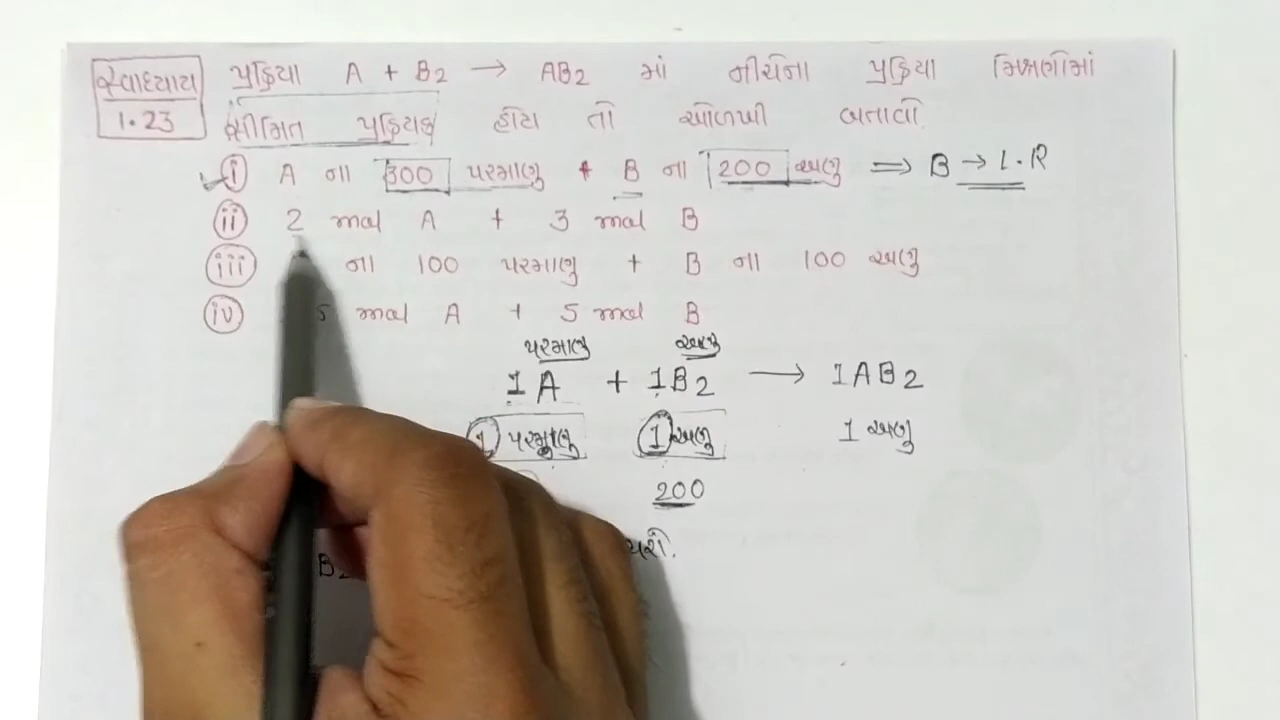 સ્વાધ્યાય 1.23
પ્રક્રિયા A + B2 → AB2 માં નીચેના પ્રક્રિયા મિશ્રણોમાં
સીમિત પ્રક્રિયક હોય તો ઓળખી બતાવો.
(i) A ના 300 પરમાણુ + B ના 200 અણુ ⇒ B → L.R
(ii) 2 mol A + 3 mol B
(iii) ના 100 પરમાણુ + B ના 100 અણુ
(iv) 5 mol A + 5 mol B
પરમાણુ અણુ
1A + 1B2 → 1AB2
1 પરમાણુ 1 અણુ 1 અણુ
200
B2